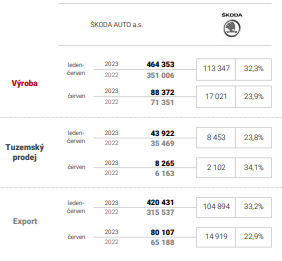 ŠKODA AUTO a.s.
ŠKODA
Výroba
leden-
červen
2023 464 353
2022 351 006
113 347 32,3%
červen
2023 88 372
2022 71 351
17 021 23,9%
Tuzemský
prodej
leden-
červen
2023 43 922
2022 35 469
8 453 23,8%
červen
2023 8 265
2022 6 163
2 102 34,1%
Export
leden-
červen
2023 420 431
2022 315 537
104 894 33,2%
červen
2023 80 107
2022 65 188
14 919 22,9%